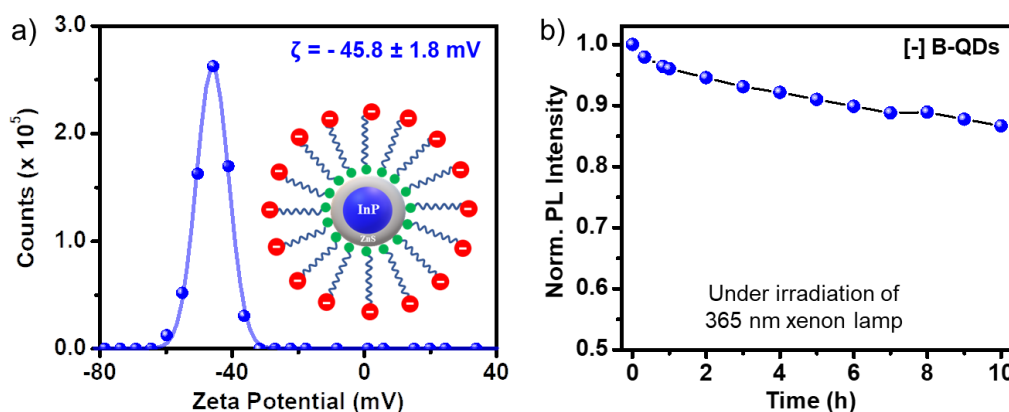 a)
ζ = - 45.8 ± 1.8 mV
Counts (x 10⁵)
3.0
2.0
1.0
0.0
-80
-40
0
40
Zeta Potential (mV)
InP
ZnS
b)
[-] B-QDs
Norm. PL Intensity
1.0
0.9
0.8
0.7
0.6
0.5
Under irradiation of
365 nm xenon lamp
0
2
4
6
8
10
Time (h)